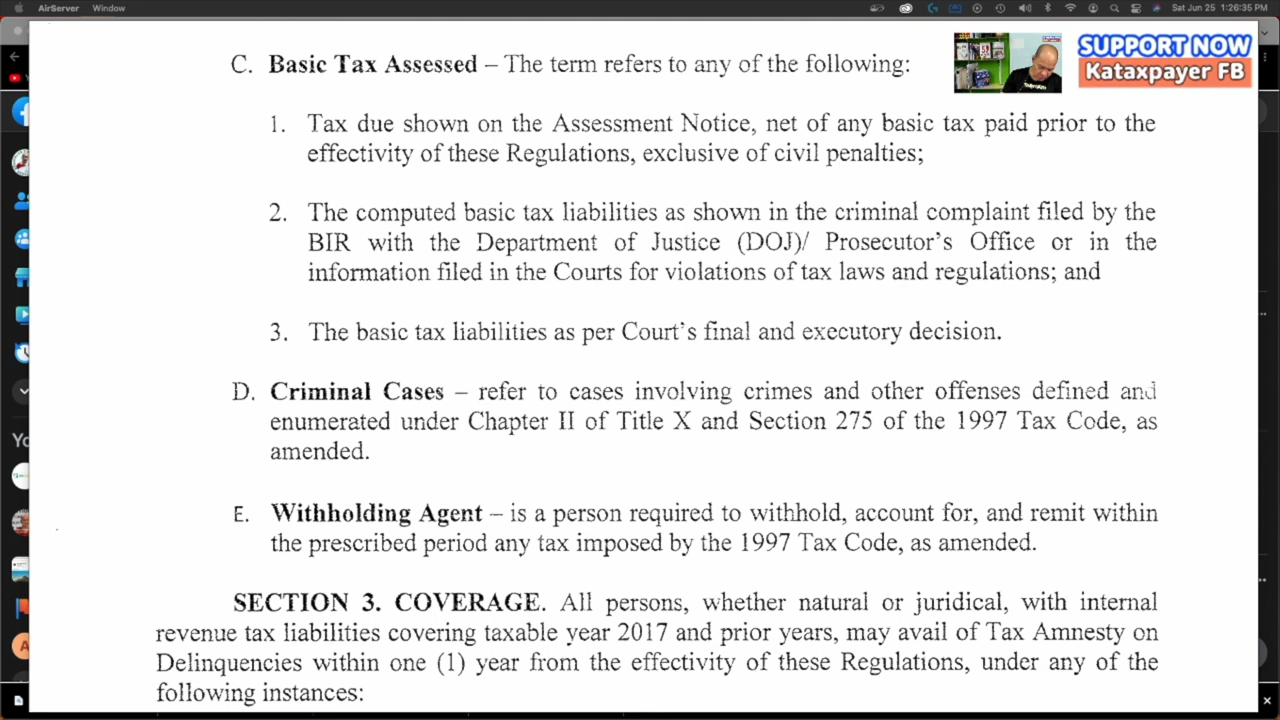 AirServer Window
Sat Jun 25 1:26:35
SUPPORT NOW
Kataxpayer FB
C. Basic Tax Assessed – The term refers to any of the following:
1. Tax due shown on the Assessment Notice, net of any basic tax paid prior to the
effectivity of these Regulations, exclusive of civil penalties;
2. The computed basic tax liabilities as shown in the criminal complaint filed by the
BIR with the Department of Justice (DOJ)/ Prosecutor's Office or in the
information filed in the Courts for violations of tax laws and regulations; and
3. The basic tax liabilities as per Court's final and executory decision.
D. Criminal Cases – refer to cases involving crimes and other offenses defined and
enumerated under Chapter II of Title X and Section 275 of the 1997 Tax Code, as
amended.
E. Withholding Agent – is a person required to withhold, account for, and remit within
the prescribed period any tax imposed by the 1997 Tax Code, as amended.
SECTION 3. COVERAGE. All persons, whether natural or juridical, with internal
revenue tax liabilities covering taxable year 2017 and prior years, may avail of Tax Amnesty on
Delinquencies within one (1) year from the effectivity of these Regulations, under any of the
following instances: